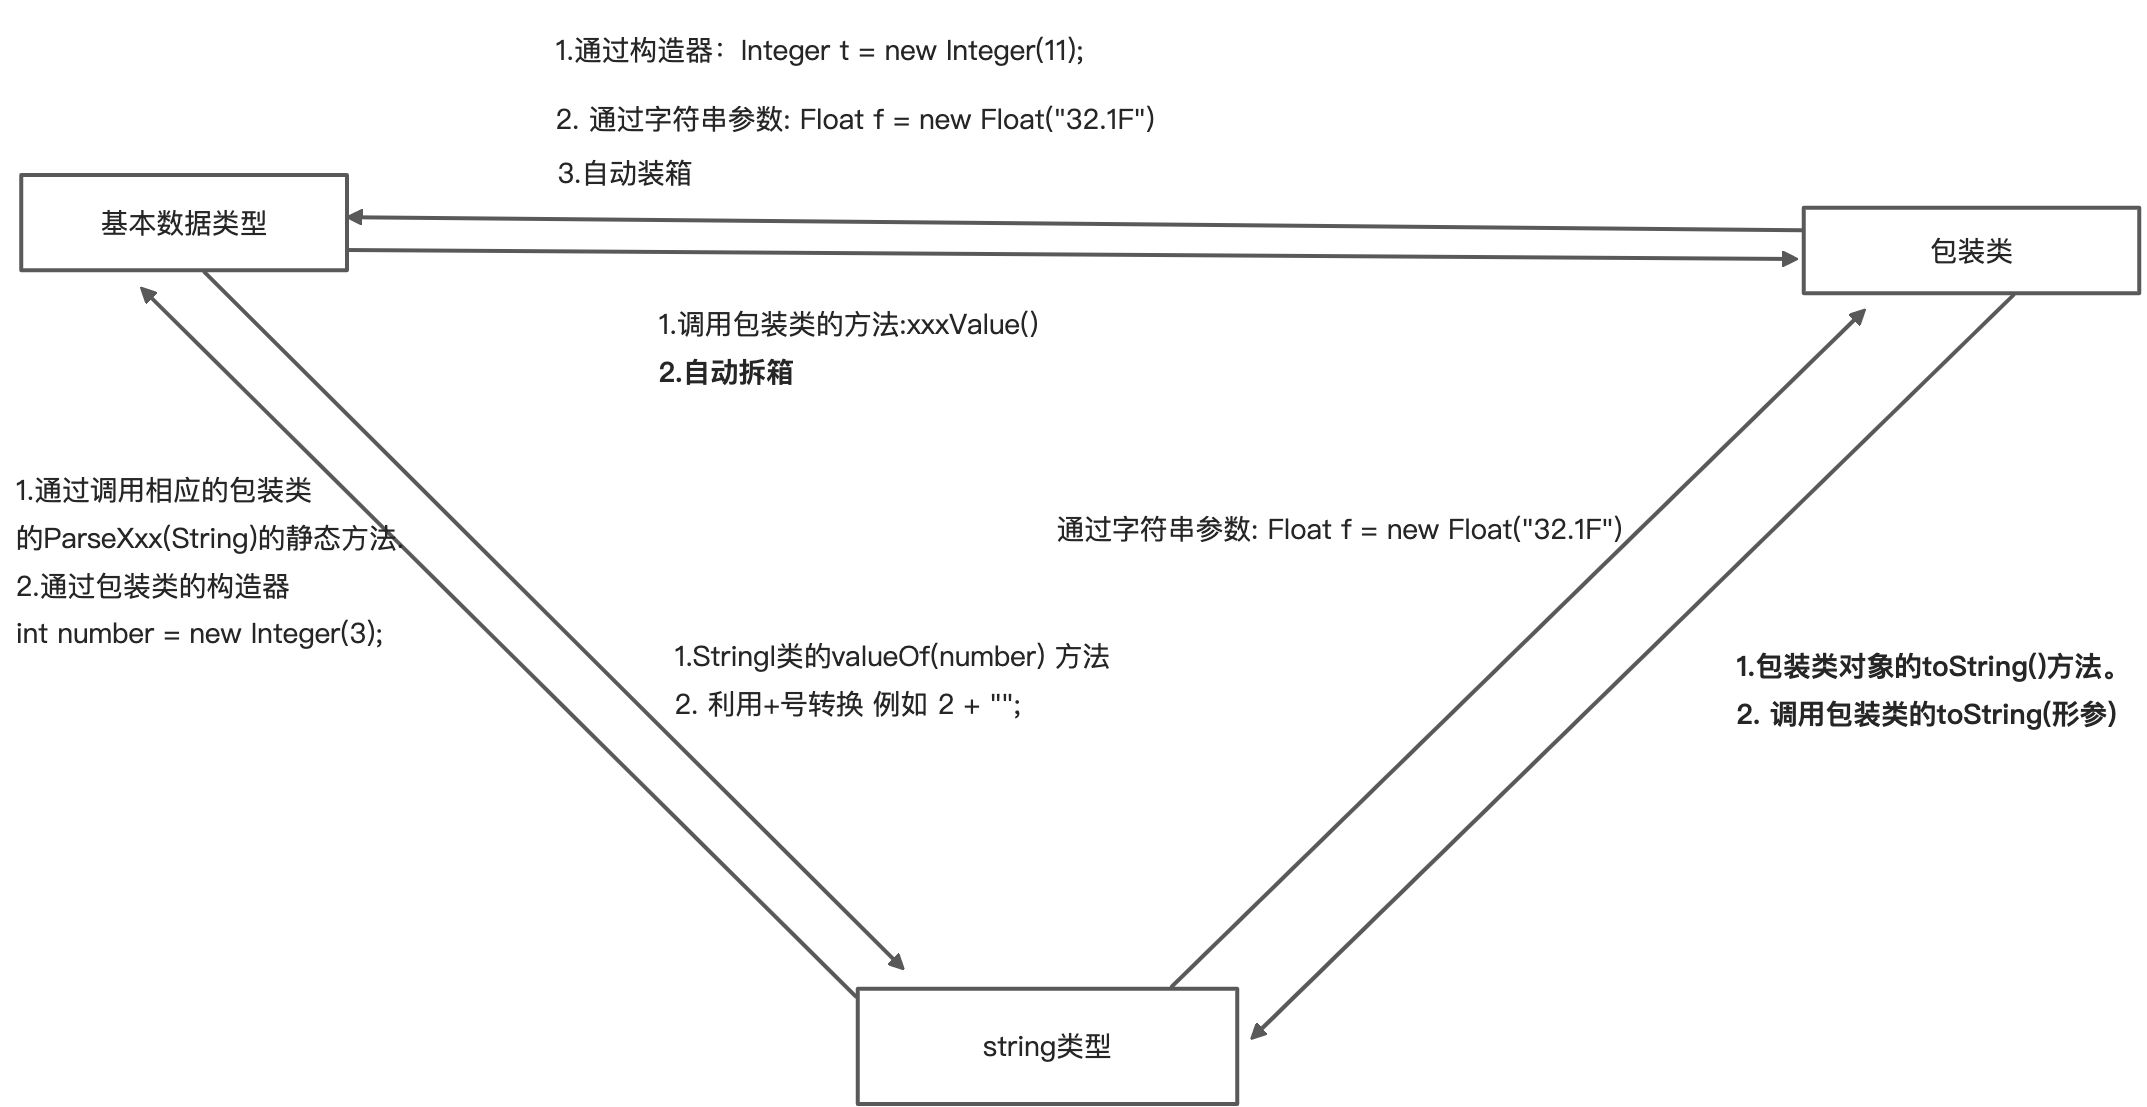 1.通过构造器：Integer t = new Integer(11);
2. 通过字符串参数: Float f = new Float("32.1F")
3.自动装箱
基本数据类型
包装类
1.调用包装类的方法:xxxValue()
2.自动拆箱
1.通过调用相应的包装类
的ParseXxx(String)的静态方法.
2.通过包装类的构造器
int number = new Integer(3);
通过字符串参数: Float f = new Float("32.1F")
1.Stringl类的valueOf(number) 方法
2. 利用+号转换 例如 2 + "";
1.包装类对象的toString()方法。
2. 调用包装类的toString(形参)
string类型